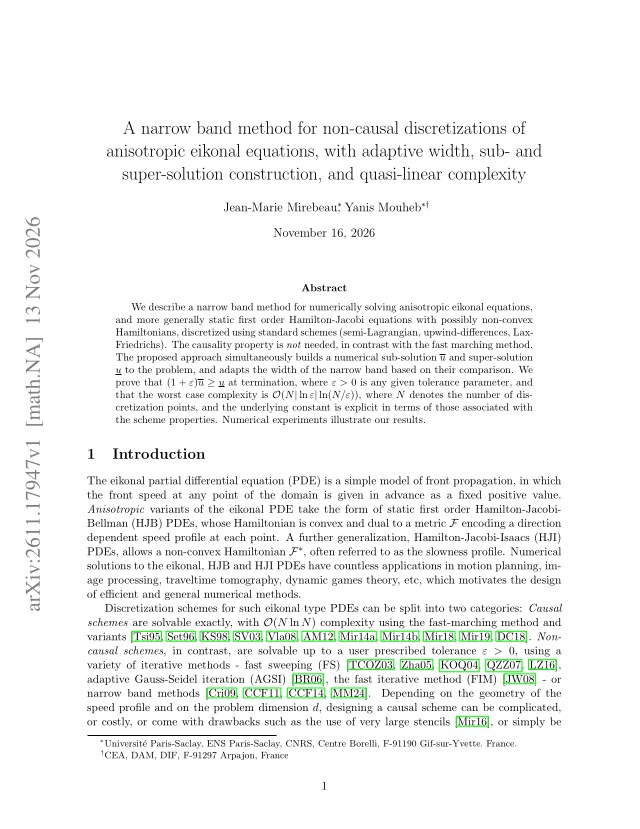 A narrow band method for non-causal discretizations of
anisotropic eikonal equations, with adaptive width, sub- and
super-solution construction, and quasi-linear complexity
Jean-Marie Mirebeau*, Yanis Mouheb*†
November 16, 2026
Abstract
We describe a narrow band method for numerically solving anisotropic eikonal equations,
and more generally static first order Hamilton-Jacobi equations with possibly non-convex
Hamiltonians, discretized using standard schemes (semi-Lagrangian, upwind-differences, Lax-
Friedrichs). The causality property is not needed, in contrast with the fast marching method.
The proposed approach simultaneously builds a numerical sub-solution u̅ and super-solution
u̲ to the problem, and adapts the width of the narrow band based on their comparison. We
prove that (1 + ε)u̅ ≥ u̲ at termination, where ε > 0 is any given tolerance parameter, and
that the worst case complexity is O(N| ln ε| ln(N/ε)), where N denotes the number of dis-
cretization points, and the underlying constant is explicit in terms of those associated with
the scheme properties. Numerical experiments illustrate our results.
1 Introduction
The eikonal partial differential equation (PDE) is a simple model of front propagation, in which
the front speed at any point of the domain is given in advance as a fixed positive value.
Anisotropic variants of the eikonal PDE take the form of static first order Hamilton-Jacobi-
Bellman (HJB) PDEs, whose Hamiltonian is convex and dual to a metric F encoding a direction
dependent speed profile at each point. A further generalization, Hamilton-Jacobi-Isaacs (HJI)
PDEs, allows a non-convex Hamiltonian F*, often referred to as the slowness profile. Numerical
solutions to the eikonal, HJB and HJI PDEs have countless applications in motion planning, im-
age processing, traveltime tomography, dynamic games theory, etc, which motivates the design
of efficient and general numerical methods.
Discretization schemes for such eikonal type PDEs can be split into two categories: Causal
schemes are solvable exactly, with O(N ln N) complexity using the fast-marching method and
variants [Tsi95, Set96, KS98, SV03, Vla08, AM12, Mir14a, Mir14b, Mir18, Mir19, DC18]. Non-
causal schemes, in contrast, are solvable up to a user prescribed tolerance ε > 0, using a
variety of iterative methods - fast sweeping (FS) [TCOZ03, Zha05, KOQ04, QZZ07, LZ16],
adaptive Gauss-Seidel iteration (AGSI) [BR06], the fast iterative method (FIM) [JW08] - or
narrow band methods [Cri09, CCF11, CCF14, MM24]. Depending on the geometry of the
speed profile and on the problem dimension d, designing a causal scheme can be complicated,
or costly, or come with drawbacks such as the use of very large stencils [Mir16], or simply be
*Université Paris-Saclay, ENS Paris-Saclay, CNRS, Centre Borelli, F-91190 Gif-sur-Yvette. France.
†CEA, DAM, DIF, F-91297 Arpajon, France
1
arXiv:2611.17947v1 [math.NA] 13 Nov 2026